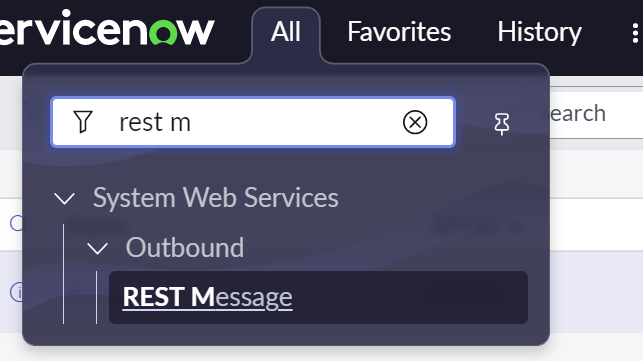 ervicenow
All Favorites History
rest m
earch
System Web Services
Outbound
REST Message